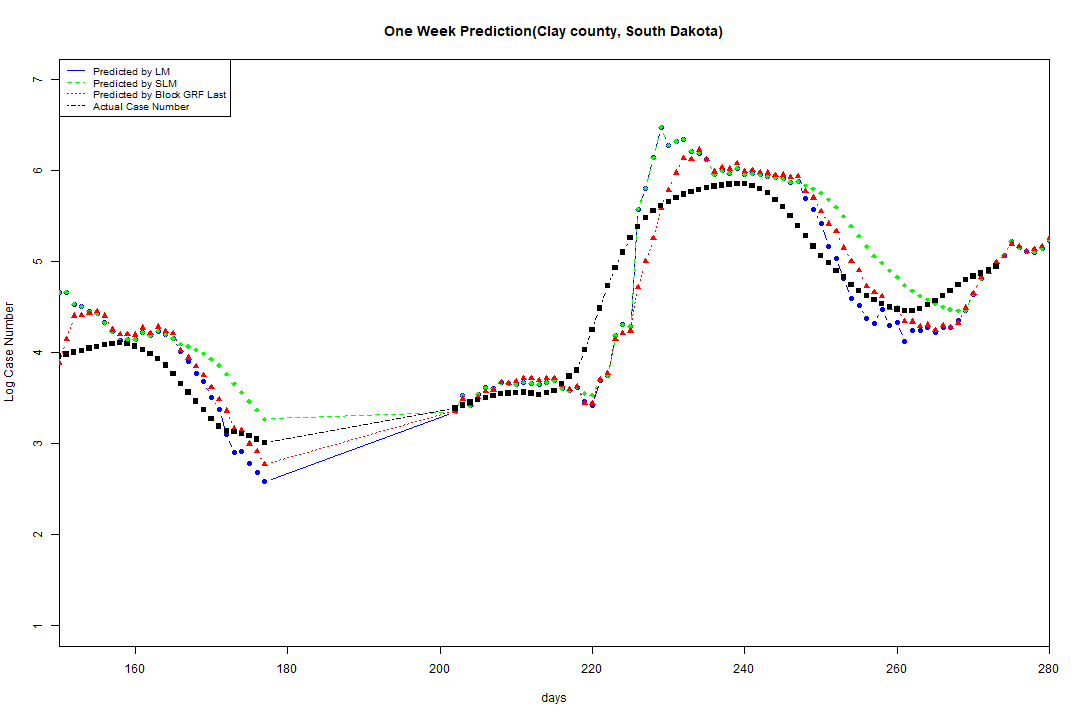 One Week Prediction(Clay county, South Dakota)
Predicted by LM
Predicted by SLM
Predicted by Block GRF Last
Actual Case Number
7
6
5
4
3
2
1
Log Case Number
160 180 200 220 240 260 280
days